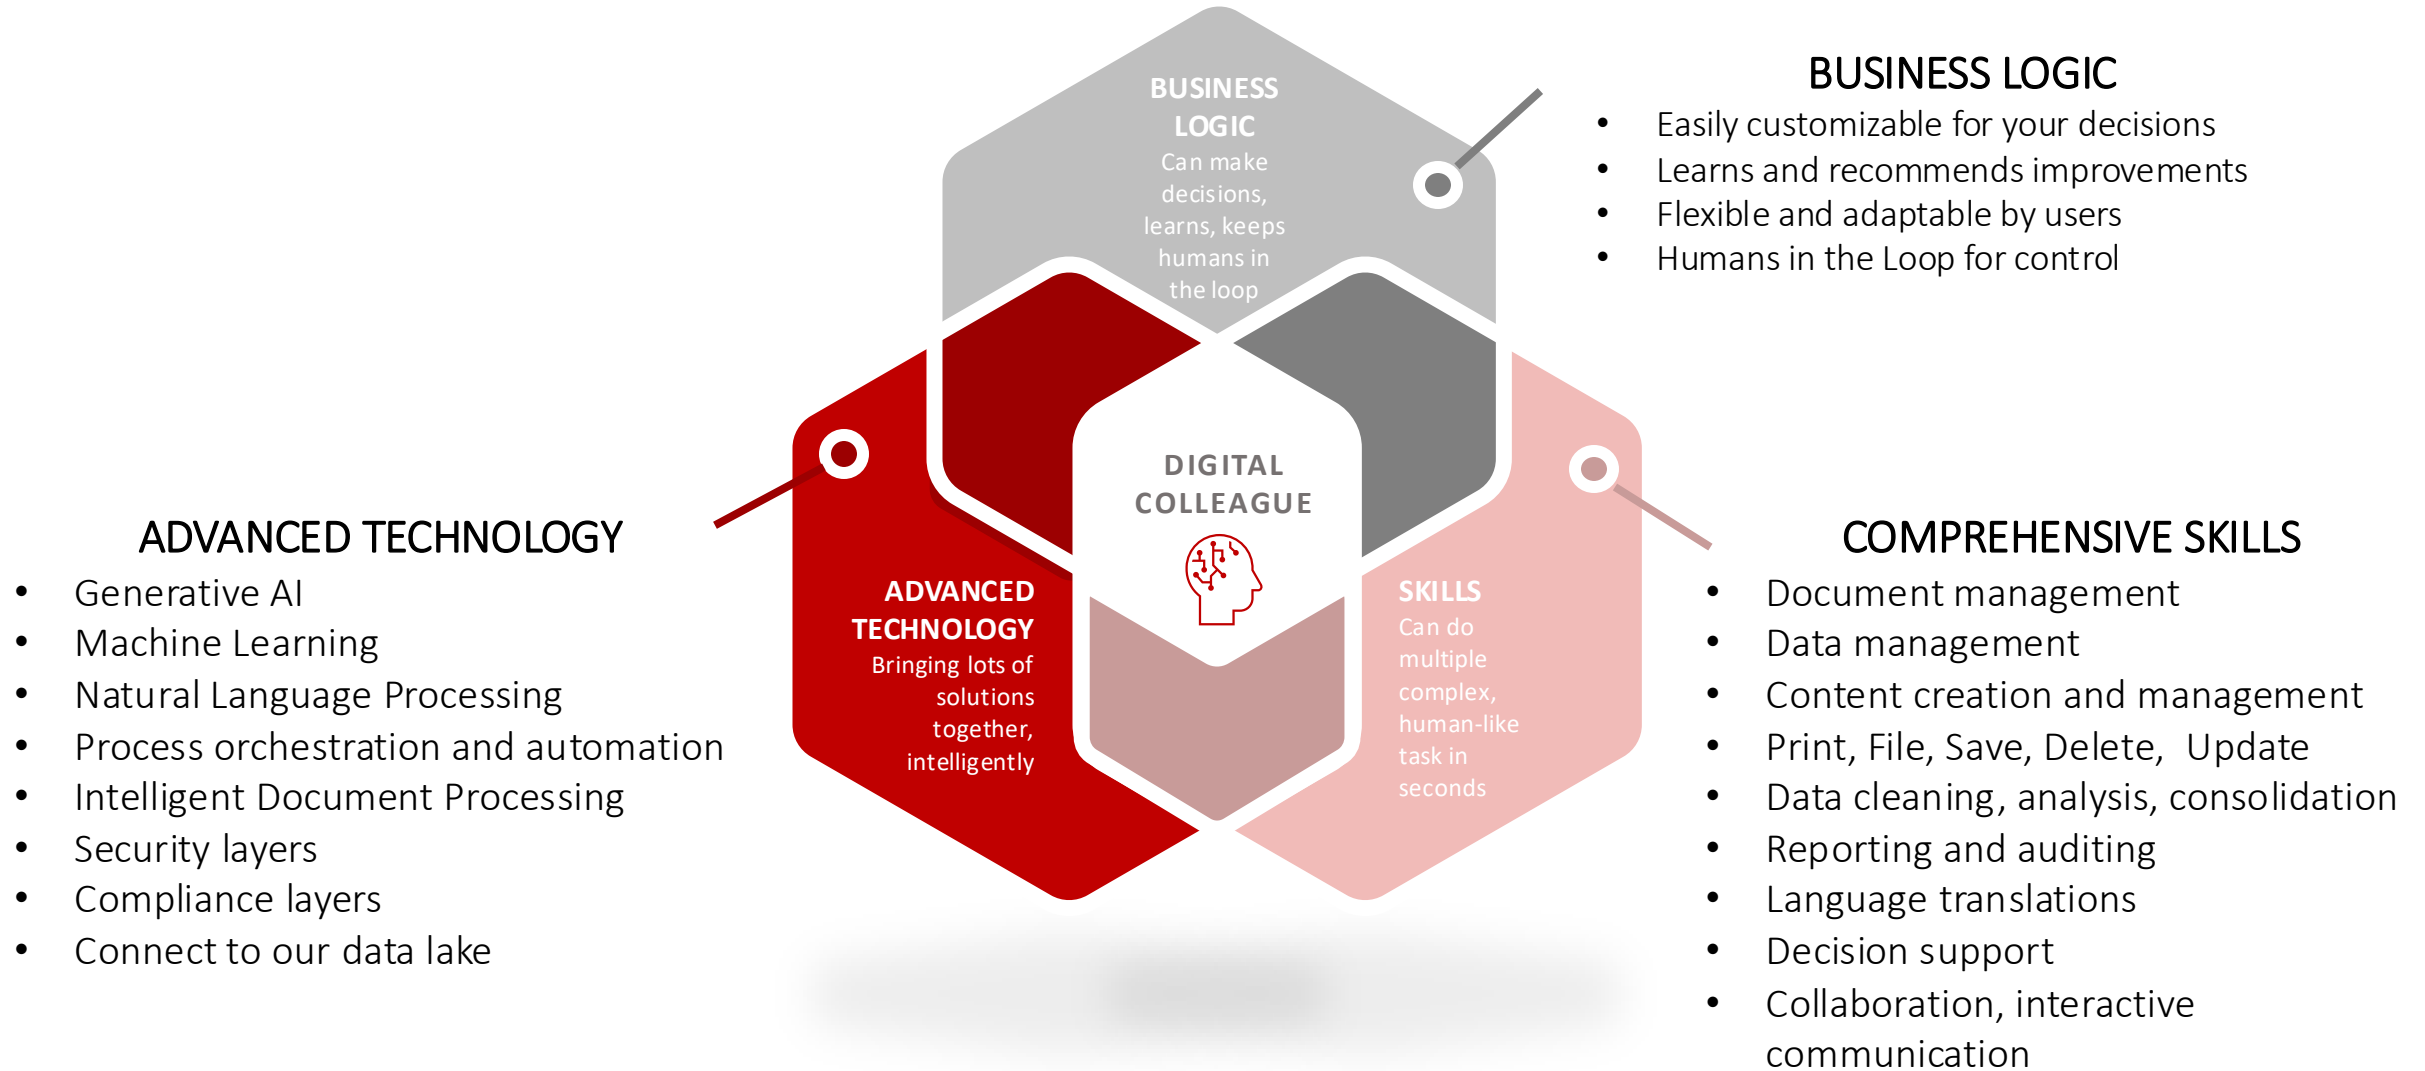 BUSINESS
LOGIC
Can make
decisions,
learns, keeps
humans in
the loop
BUSINESS LOGIC
• Easily customizable for your decisions
• Learns and recommends improvements
• Flexible and adaptable by users
• Humans in the Loop for control
DIGITAL
COLLEAGUE
ADVANCED TECHNOLOGY
• Generative AI
• Machine Learning
• Natural Language Processing
• Process orchestration and automation
• Intelligent Document Processing
• Security layers
• Compliance layers
• Connect to our data lake
ADVANCED
TECHNOLOGY
Bringing lots of
solutions
together,
intelligently
SKILLS
Can do
multiple
complex,
human-like
task in
seconds
COMPREHENSIVE SKILLS
• Document management
• Data management
• Content creation and management
• Print, File, Save, Delete,  Update
• Data cleaning, analysis, consolidation
• Reporting and auditing
• Language translations
• Decision support
• Collaboration, interactive
communication